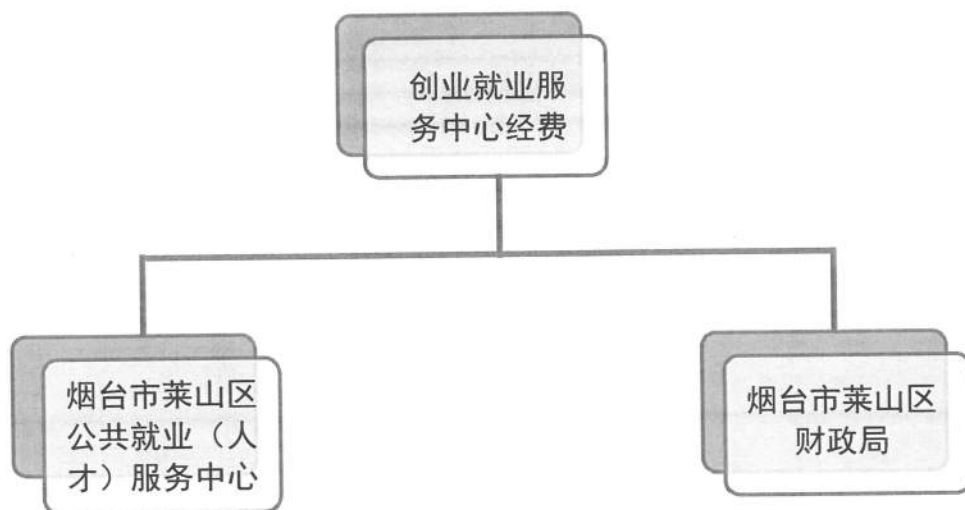 创业就业服
务中心经费
烟台市莱山区
公共就业（人
才）服务中心
烟台市莱山区
财政局